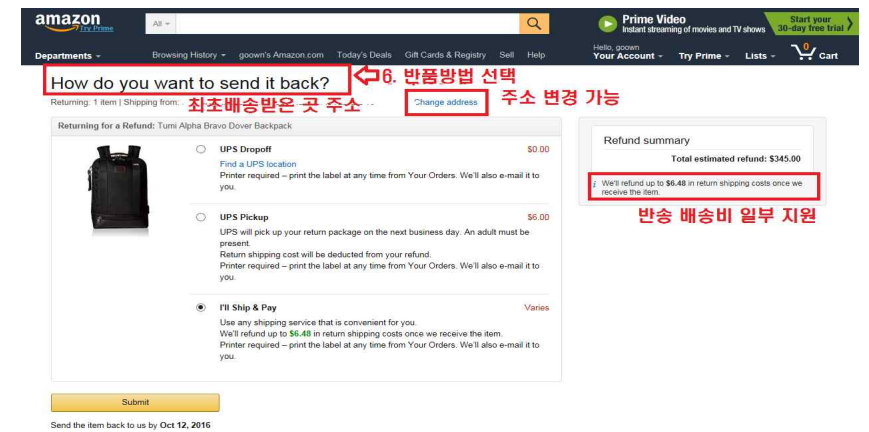 amazon
Try Prime
All
Prime Video
Instant streaming of movies and TV shows
Start your
30-day free trial
Departments
Browsing History
goown's Amazon.com
Today's Deals
Gift Cards & Registry
Sell
Help
Hello, goown
Your Account
Try Prime
Lists
0
Cart
How do you want to send it back?
6. 반품방법 선택
Returning: 1 item | Shipping from:
최초배송받은 곳 주소
Change address
주소 변경 가능
Returning for a Refund: Tumi Alpha Bravo Dover Backpack
UPS Dropoff $0.00
Find a UPS location
Printer required – print the label at any time from Your Orders. We'll also e-mail it to
you.
UPS Pickup $6.00
UPS will pick up your return package on the next business day. An adult must be
present.
Return shipping cost will be deducted from your refund.
Printer required – print the label at any time from Your Orders. We'll also e-mail it to
you.
I'll Ship & Pay Varies
Use any shipping service that is convenient for you.
We'll refund up to $6.48 in return shipping costs once we receive the item.
Printer required – print the label at any time from Your Orders. We'll also e-mail it to
you.
Refund summary
Total estimated refund: $345.00
i We'll refund up to $6.48 in return shipping costs once we
receive the item.
반송 배송비 일부 지원
Submit
Send the item back to us by Oct 12, 2016